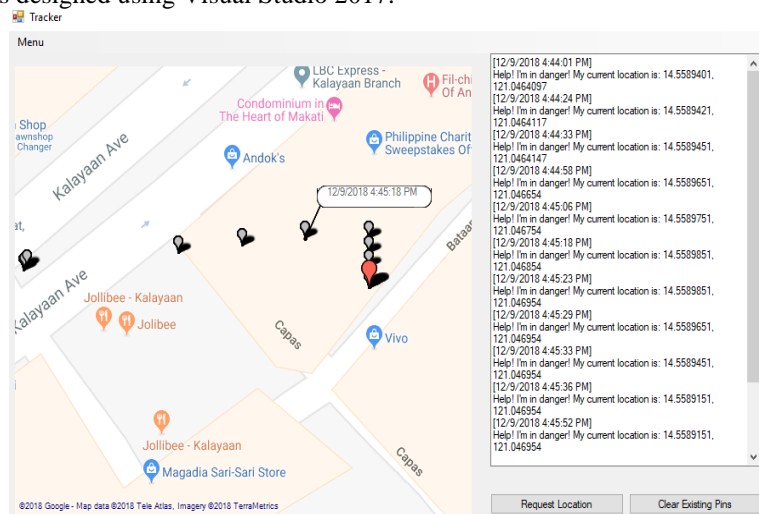 s designed using Visual Studio 2017.
Tracker
Menu
LBC Express -
Kalayaan Branch
Fil-chi
Of An
Condominium in
The Heart of Makati
Shop
awnshop
Changer
Kalayaan Ave
Andok's
Philippine Charit
Sweepstakes Of
12/9/2018 4:45:18 PM
at,
Bataa
Kalayaan Ave
Jollibee - Kalayaan
Jolibee
Capas
Vivo
Jollibee - Kalayaan
Capas
Magadia Sari-Sari Store
©2018 Google - Map data ©2018 Tele Atlas, Imagery ©2018 TerraMetrics
[12/9/2018 4:44:01 PM]
Help! I'm in danger! My current location is: 14.5589401,
121.0464097
[12/9/2018 4:44:24 PM]
Help! I'm in danger! My current location is: 14.5589421,
121.0464117
[12/9/2018 4:44:33 PM]
Help! I'm in danger! My current location is: 14.5589451,
121.0464147
[12/9/2018 4:44:58 PM]
Help! I'm in danger! My current location is: 14.5589651,
121.046654
[12/9/2018 4:45:06 PM]
Help! I'm in danger! My current location is: 14.5589751,
121.046754
[12/9/2018 4:45:18 PM]
Help! I'm in danger! My current location is: 14.5589851,
121.046854
[12/9/2018 4:45:23 PM]
Help! I'm in danger! My current location is: 14.5589851,
121.046954
[12/9/2018 4:45:29 PM]
Help! I'm in danger! My current location is: 14.5589651,
121.046954
[12/9/2018 4:45:33 PM]
Help! I'm in danger! My current location is: 14.5589451,
121.046954
[12/9/2018 4:45:36 PM]
Help! I'm in danger! My current location is: 14.5589151,
121.046954
[12/9/2018 4:45:52 PM]
Help! I'm in danger! My current location is: 14.5589151,
121.046954
Request Location
Clear Existing Pins